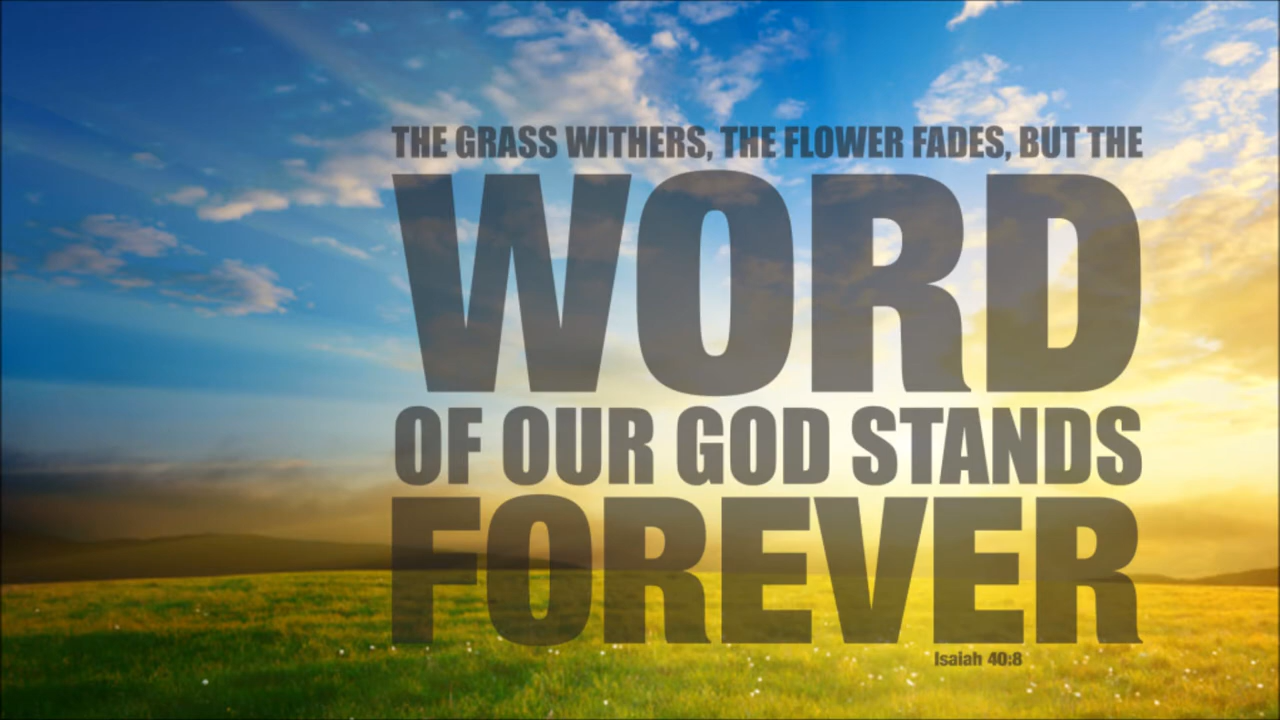 THE GRASS WITHERS, THE FLOWER FADES, BUT THE
WORD
OF OUR GOD STANDS
FOREVER
Isaiah 40:8